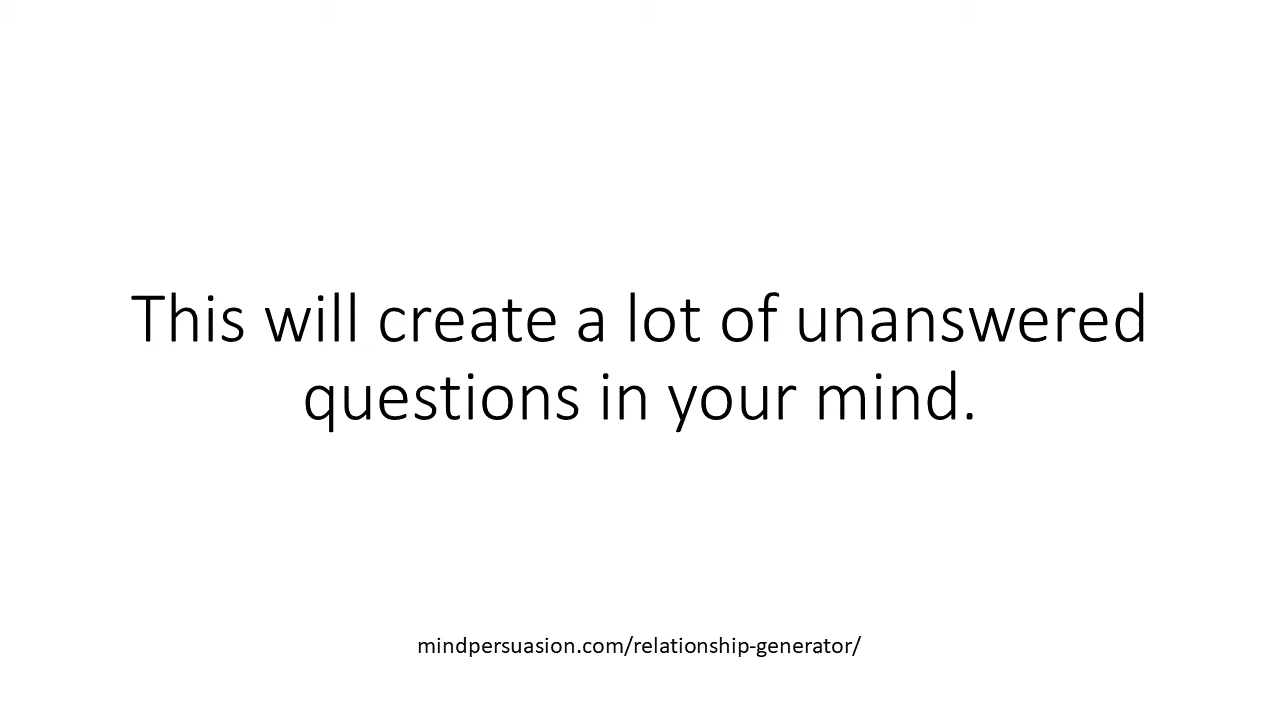 This will create a lot of unanswered
questions in your mind.
mindpersuasion.com/relationship-generator/